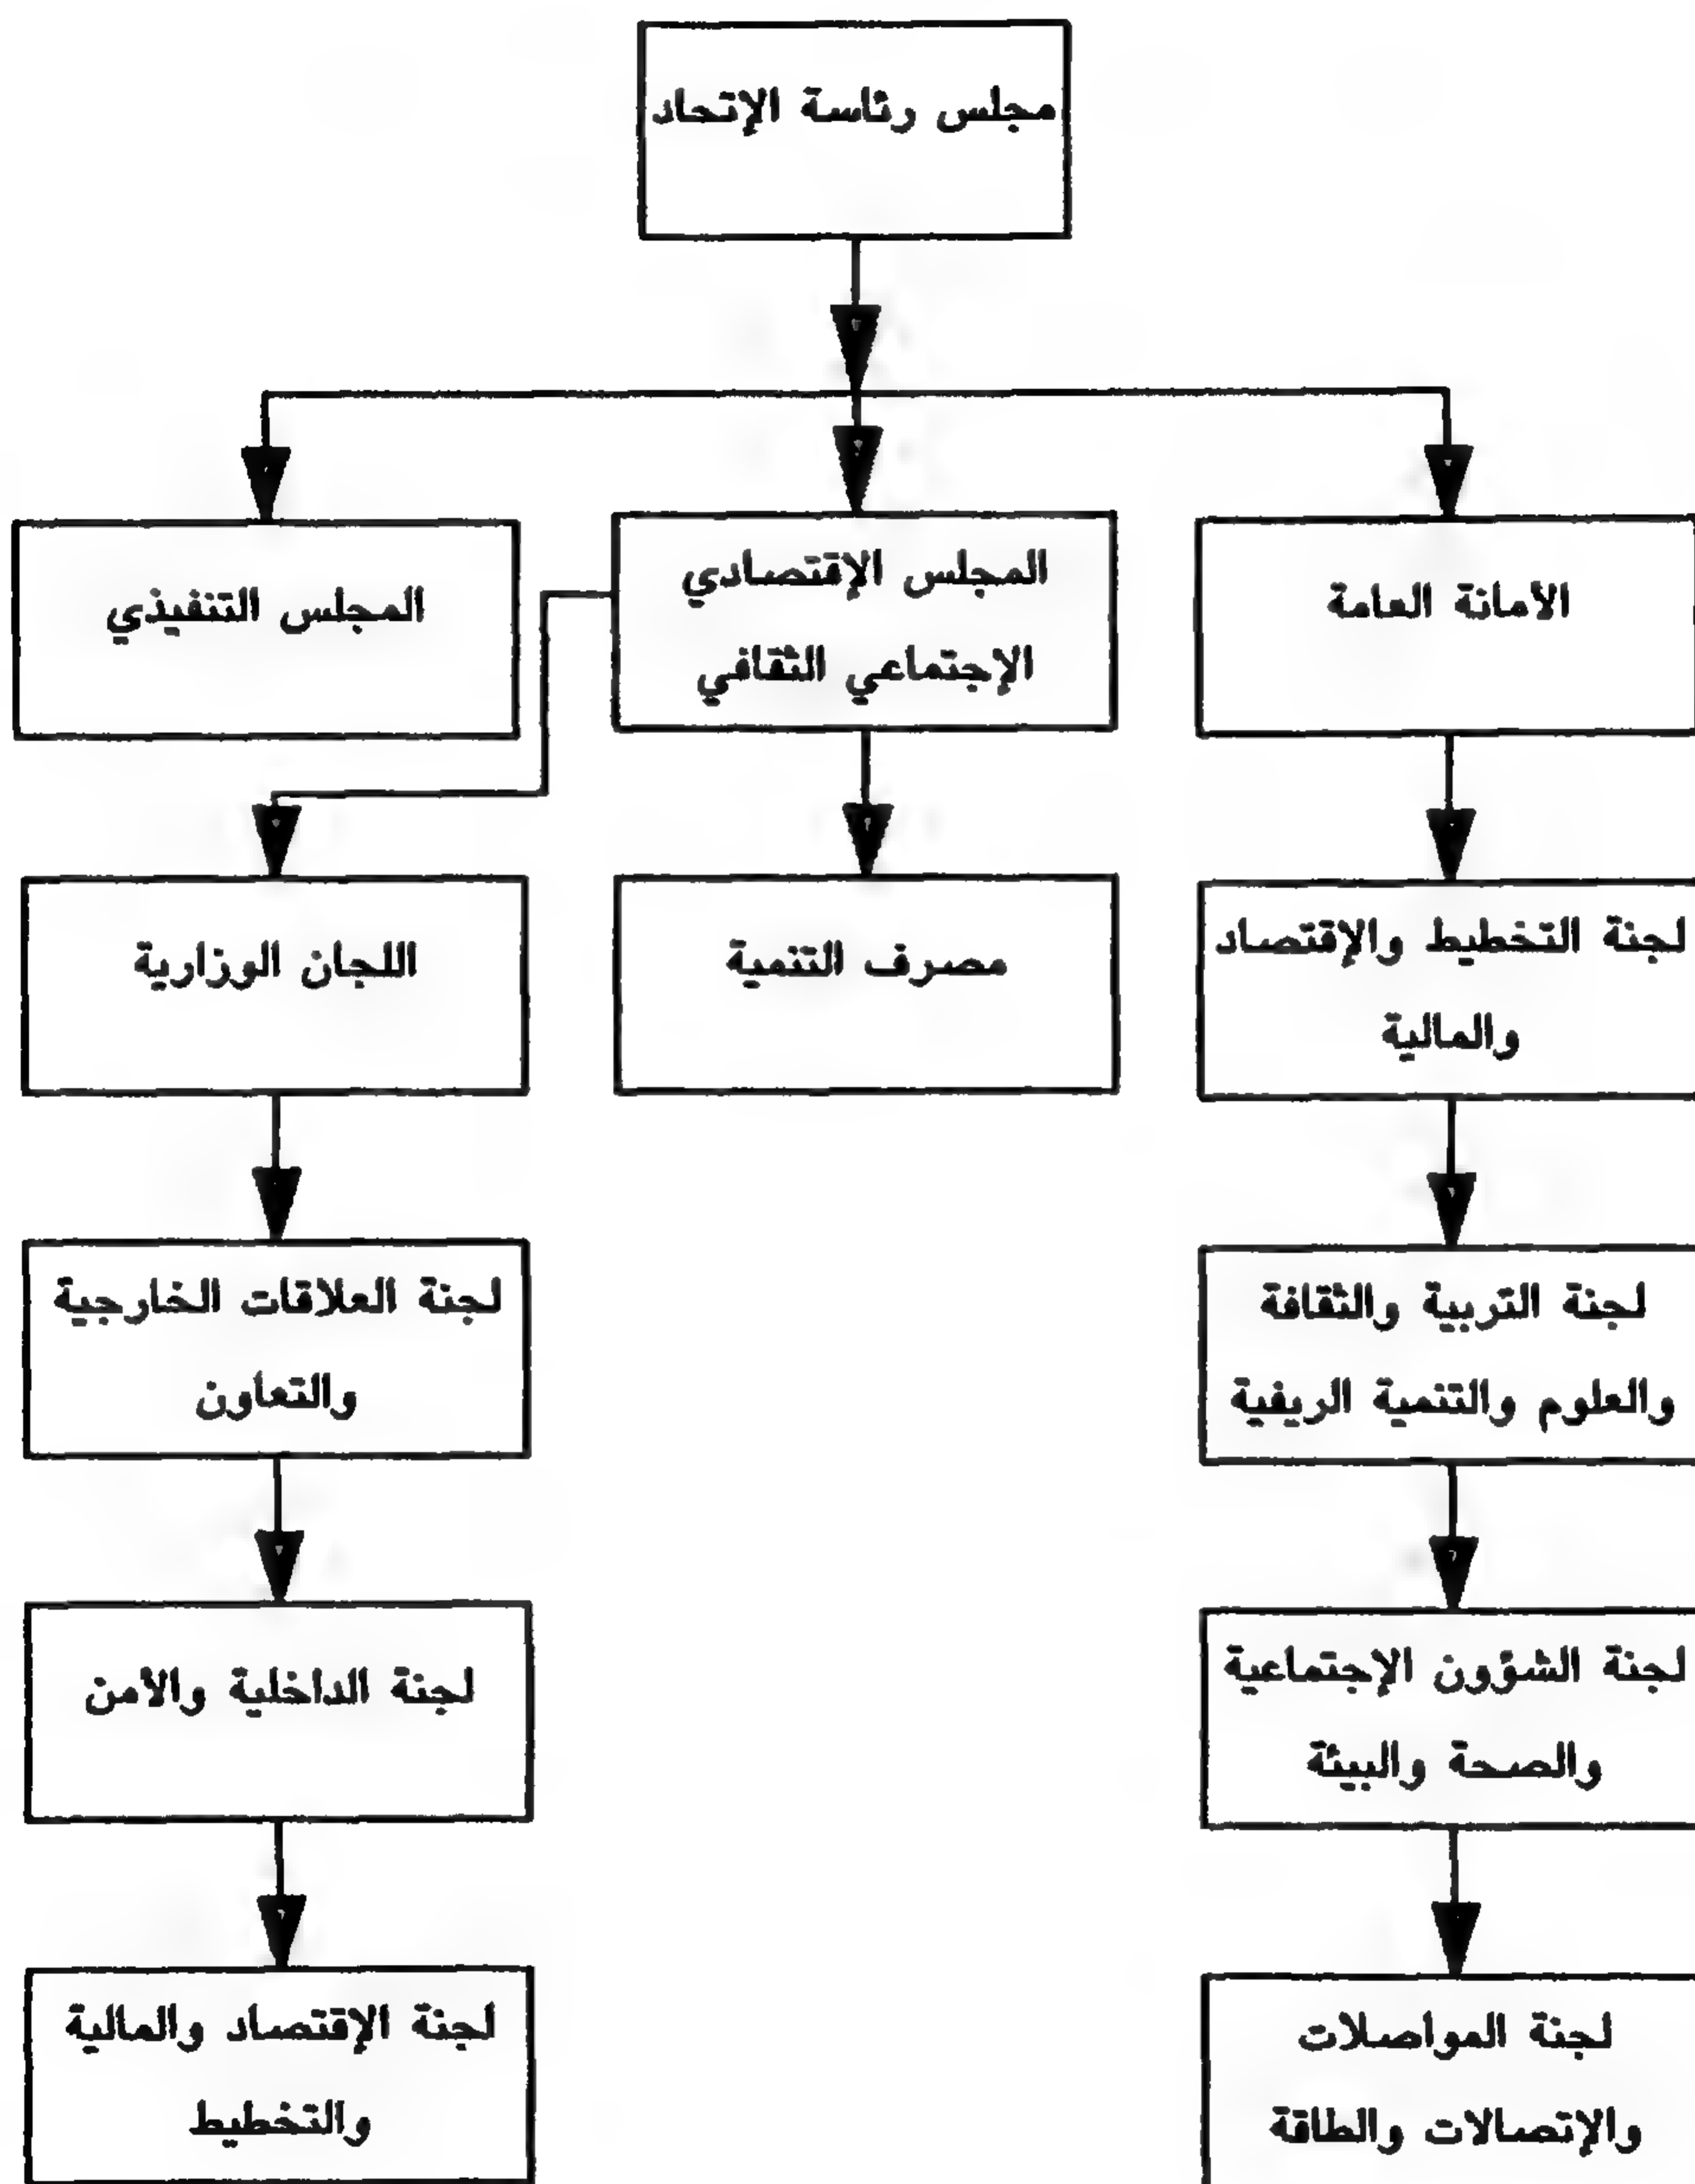 مجلس رئاسة الإتحاد
الأمانة العامة
المجلس الإقتصادي
الإجتماعي الثقافي
المجلس التنفيذي
لجنة التخطيط والإقتصاد
والمالية
مصرف التنمية
اللجان الوزارية
لجنة التربية والثقافة
والعلوم والتنمية الريفية
لجنة العلاقات الخارجية
والتعاون
لجنة الشؤون الإجتماعية
والصحة والبيئة
لجنة الداخلية والأمن
لجنة المواصلات
والإتصالات والطاقة
لجنة الإقتصاد والمالية
والتخطيط